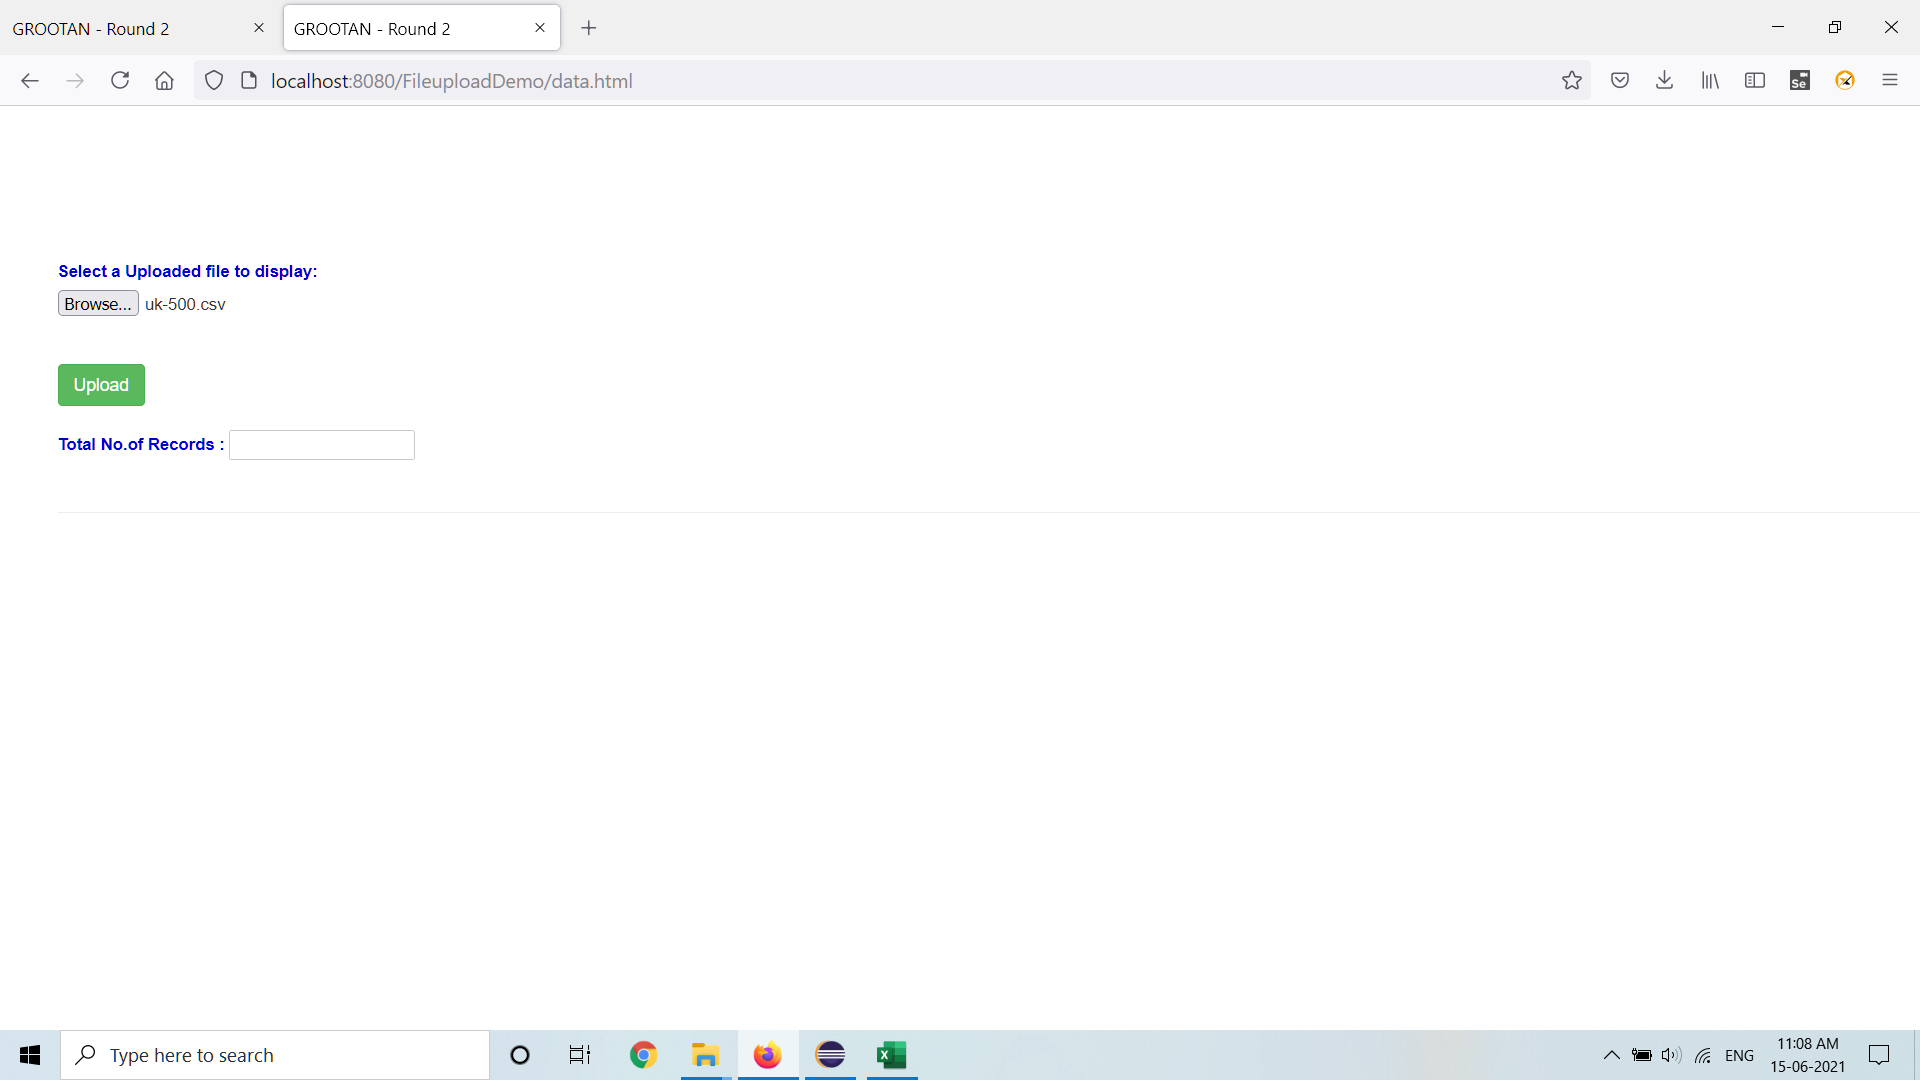 GROOTAN - Round 2
GROOTAN - Round 2
localhost:8080/FileuploadDemo/data.html
Se
Select a Uploaded file to display:
Browse... uk-500.csv
Upload
Total No.of Records :
Type here to search
X
ENG
11:08 AM
15-06-2021